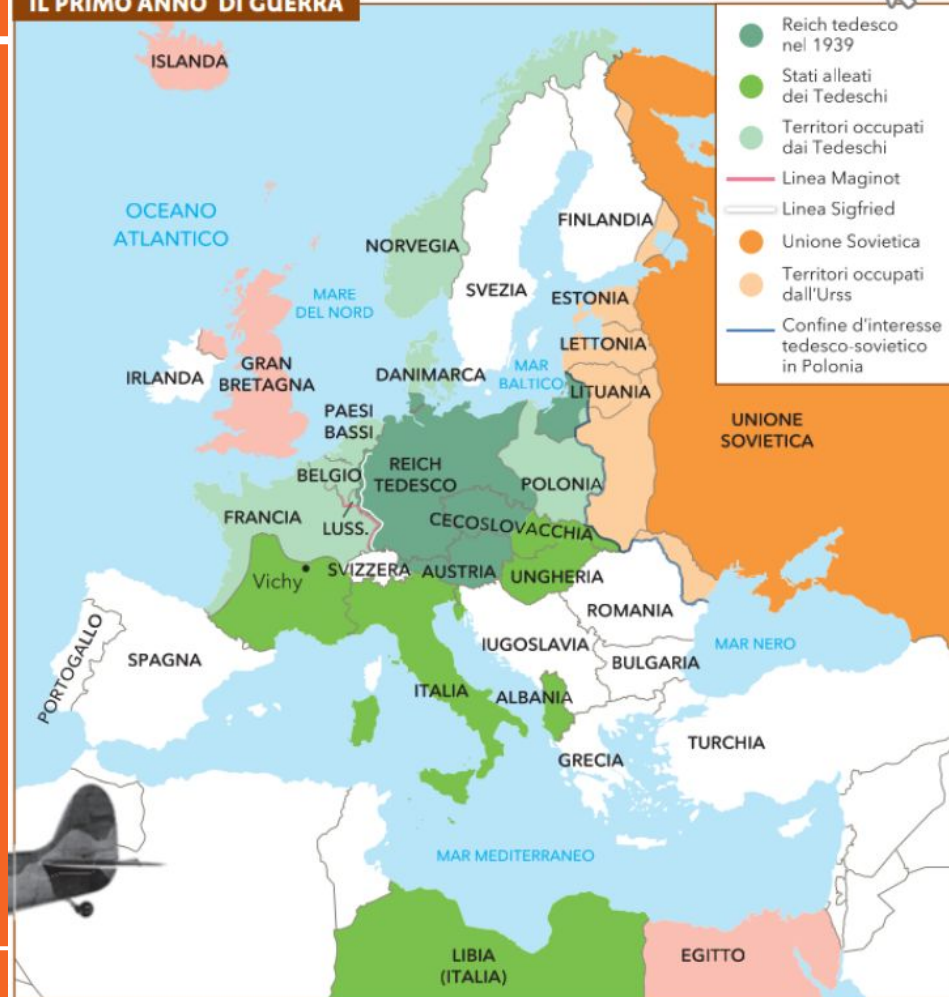 IL PRIMO ANNO DI GUERRA
Reich tedesco
nel 1939
Stati alleati
dei Tedeschi
Territori occupati
dai Tedeschi
Linea Maginot
Linea Sigfried
Unione Sovietica
Territori occupati
dall'Urss
Confine d'interesse
tedesco-sovietico
in Polonia
ISLANDA
OCEANO
ATLANTICO
NORVEGIA
FINLANDIA
SVEZIA
MARE
DEL NORD
ESTONIA
LETTONIA
IRLANDA
GRAN
BRETAGNA
DANIMARCA
MAR
BALTICO
LITUANIA
PAESI
BASSI
UNIONE
SOVIETICA
BELGIO
REICH
TEDESCO
POLONIA
FRANCIA
LUSS.
CECOSLOVACCHIA
Vichy
SVIZZERA
AUSTRIA
UNGHERIA
ROMANIA
PORTOGALLO
SPAGNA
IUGOSLAVIA
BULGARIA
MAR NERO
ITALIA
ALBANIA
GRECIA
TURCHIA
MAR MEDITERRANEO
LIBIA
(ITALIA)
EGITTO